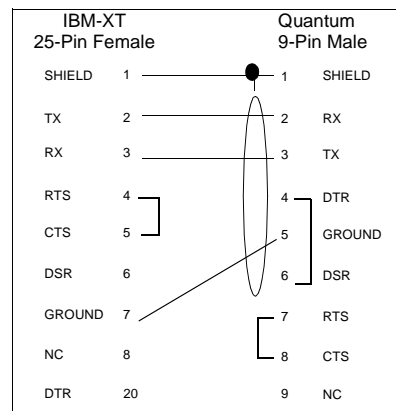 IBM-XT Quantum
25-Pin Female 9-Pin Male
SHIELD 1 1 SHIELD
TX 2 2 RX
RX 3 3 TX
RTS 4 4 DTR
CTS 5 5 GROUND
DSR 6 6 DSR
GROUND 7 7 RTS
NC 8 8 CTS
DTR 20 9 NC